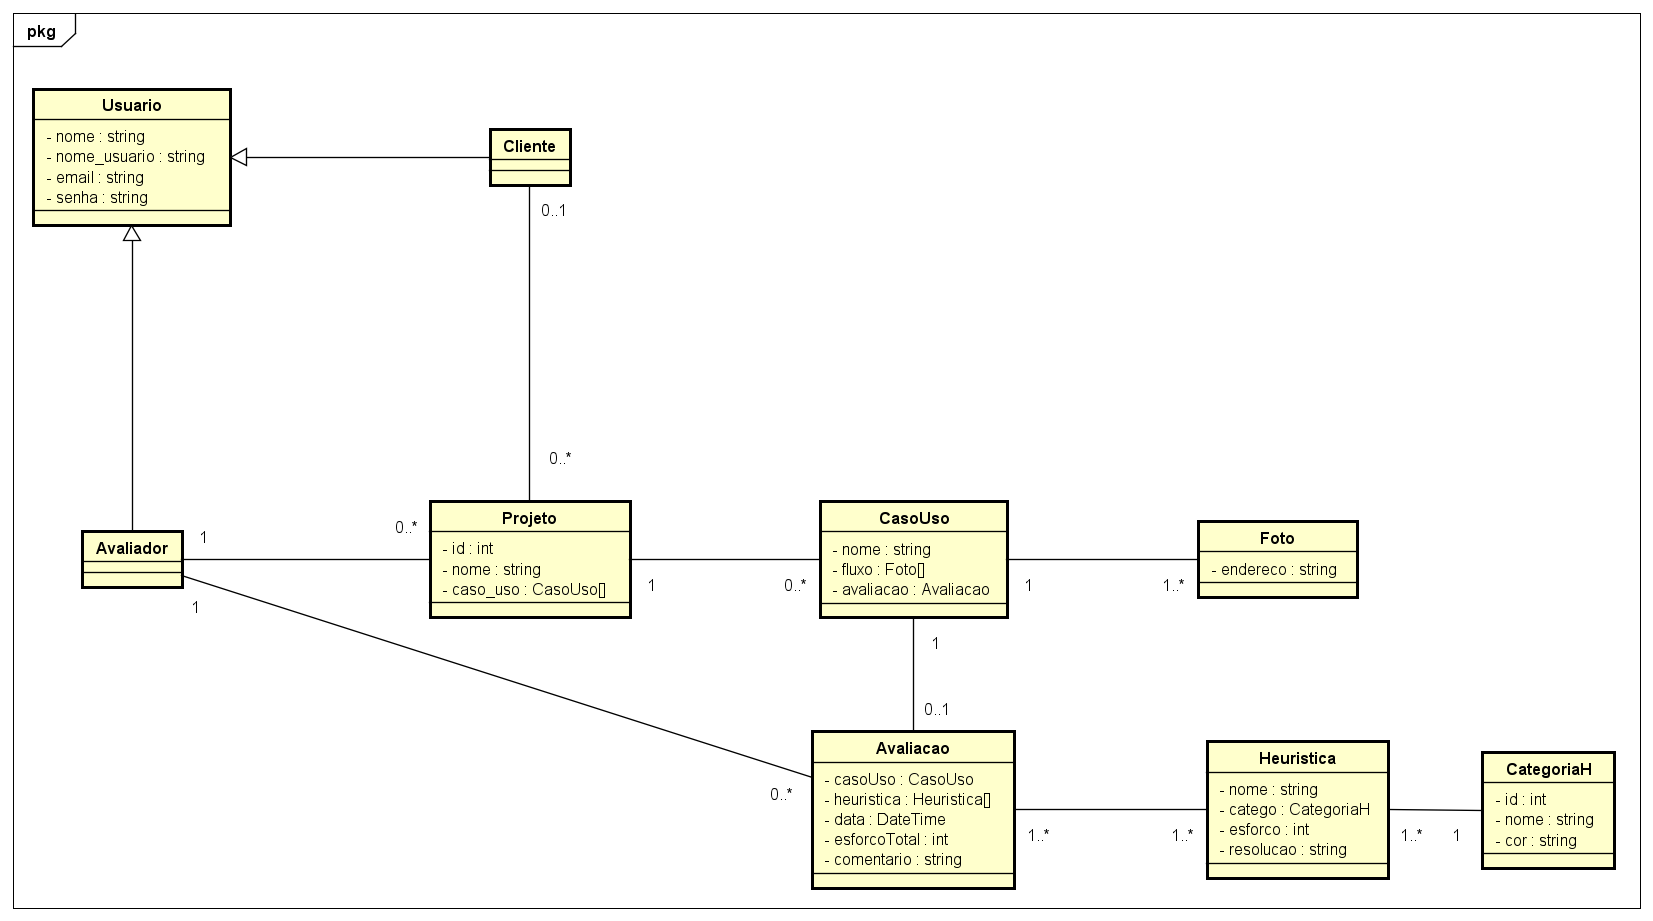 pkg
Usuario
- nome : string
- nome_usuario : string
- email : string
- senha : string
Cliente
0..1
0..*
Avaliador
1
0..*
1
0..*
Projeto
- id : int
- nome : string
- caso_uso : CasoUso[]
1
0..*
CasoUso
- nome : string
- fluxo : Foto[]
- avaliacao : Avaliacao
1
1..*
Foto
- endereco : string
1
0..1
Avaliacao
- casoUso : CasoUso
- heuristica : Heuristica[]
- data : DateTime
- esforcoTotal : int
- comentario : string
1..*
1..*
Heuristica
- nome : string
- catego : CategoriaH
- esforco : int
- resolucao : string
1..*
1
CategoriaH
- id : int
- nome : string
- cor : string